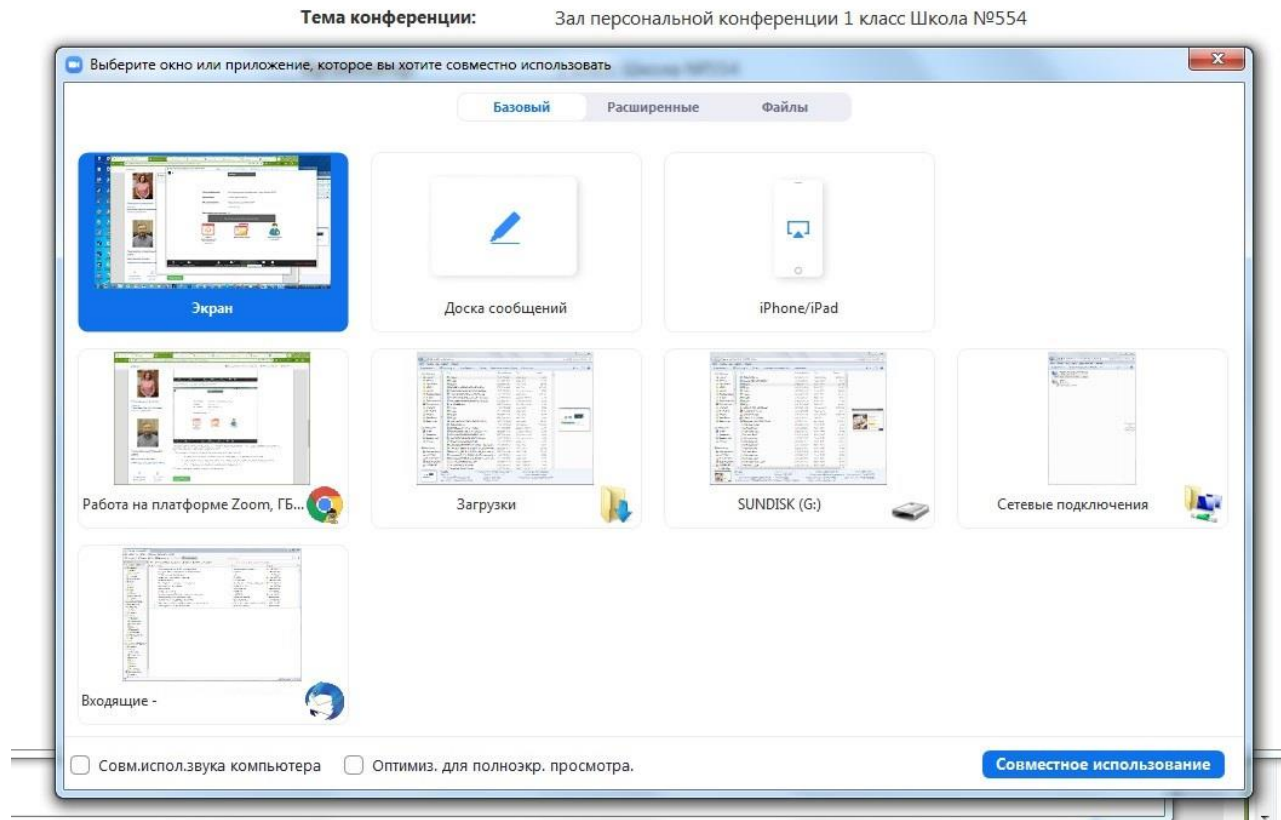 Тема конференции: Зал персональной конференции 1 класс Школа №554
Выберите окно или приложение, которое вы хотите совместно использовать
Базовый Расширенные Файлы
Экран Доска сообщений iPhone/iPad
Работа на платформе Zoom, ГБ... Загрузки SUNDISK (G:) Сетевые подключения
Входящие -
Совм.испол.звука компьютера Оптимиз. для полноэкр. просмотра. Совместное использование